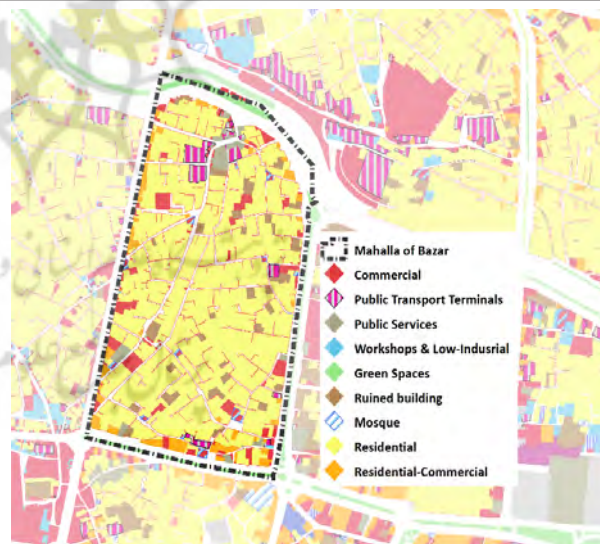 Mahalla of Bazar
Commercial
Public Transport Terminals
Public Services
Workshops & Low-Indusrial
Green Spaces
Ruined building
Mosque
Residential
Residential-Commercial